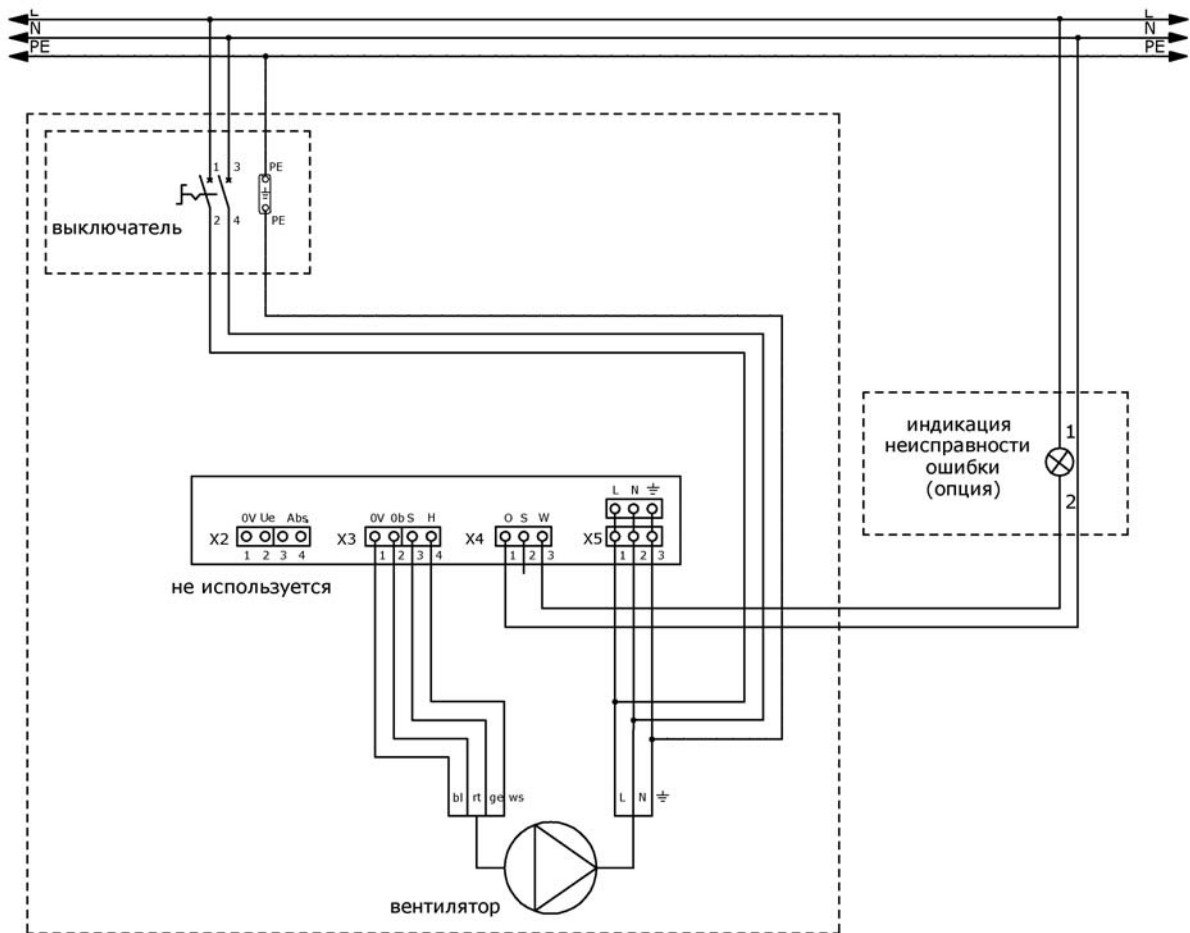 L L
N N
PE PE
1 3 PE
2 4 PE
выключатель
индикация
неисправности
ошибки
(опция)
1
2
L N
0V Ue Abs.
0V 0b S H
O S W
X2
X3
X4
X5
1 2 3 4
1 2 3 4
1 2 3
1 2 3
не используется
bl rt ge ws
L N
вентилятор